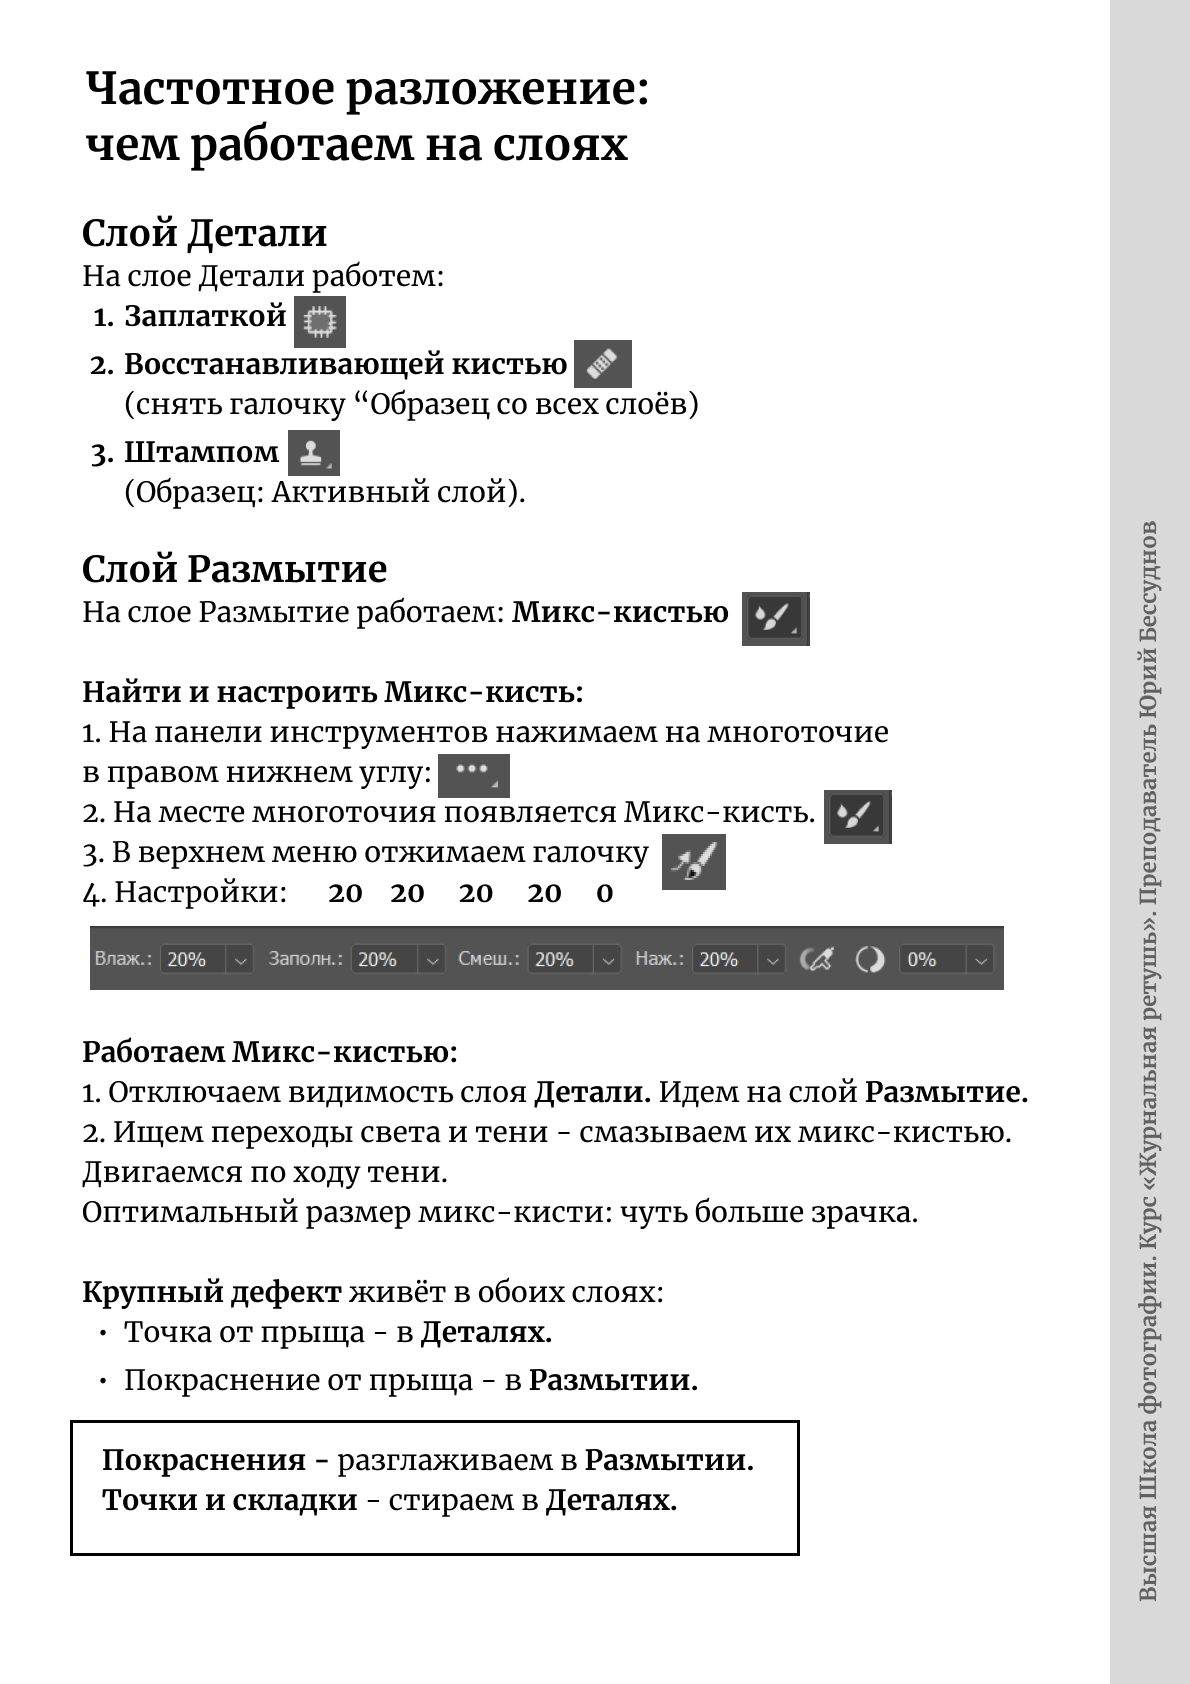 Частотное разложение:
чем работаем на слоях
Слой Детали
На слое Детали работем:
1. Заплаткой
2. Восстанавливающей кистью
(снять галочку “Образец со всех слоёв)
3. Штампом
(Образец: Активный слой).
Слой Размытие
На слое Размытие работаем: Микс-кистью
Найти и настроить Микс-кисть:
1. На панели инструментов нажимаем на многоточие
в правом нижнем углу:
2. На месте многоточия появляется Микс-кисть.
3. В верхнем меню отжимаем галочку
4. Настройки: 20 20 20 20 0
Влаж.: 20% Заполн.: 20% Смеш.: 20% Наж.: 20% 0%
Работаем Микс-кистью:
1. Отключаем видимость слоя Детали. Идем на слой Размытие.
2. Ищем переходы света и тени - смазываем их микс-кистью.
Двигаемся по ходу тени.
Оптимальный размер микс-кисти: чуть больше зрачка.
Крупный дефект живёт в обоих слоях:
• Точка от прыща - в Деталях.
• Покраснение от прыща - в Размытии.
Покраснения - разглаживаем в Размытии.
Точки и складки - стираем в Деталях.
Высшая Школа фотографии. Курс «Журнальная ретушь». Преподаватель Юрий Бессуднов